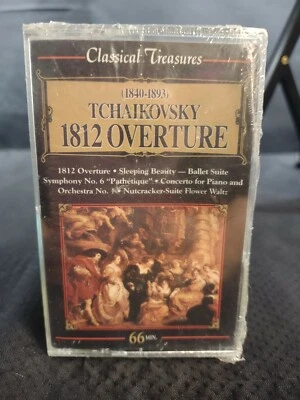 Classical Treasures
(1840-1893)
TCHAIKOVSKY
1812 OVERTURE
1812 Overture • Sleeping Beauty — Ballet Suite
Symphony No. 6 "Pathetique" • Concerto for Piano and
Orchestra No. 1 • Nutcracker-Suite Flower Waltz
66 MIN.